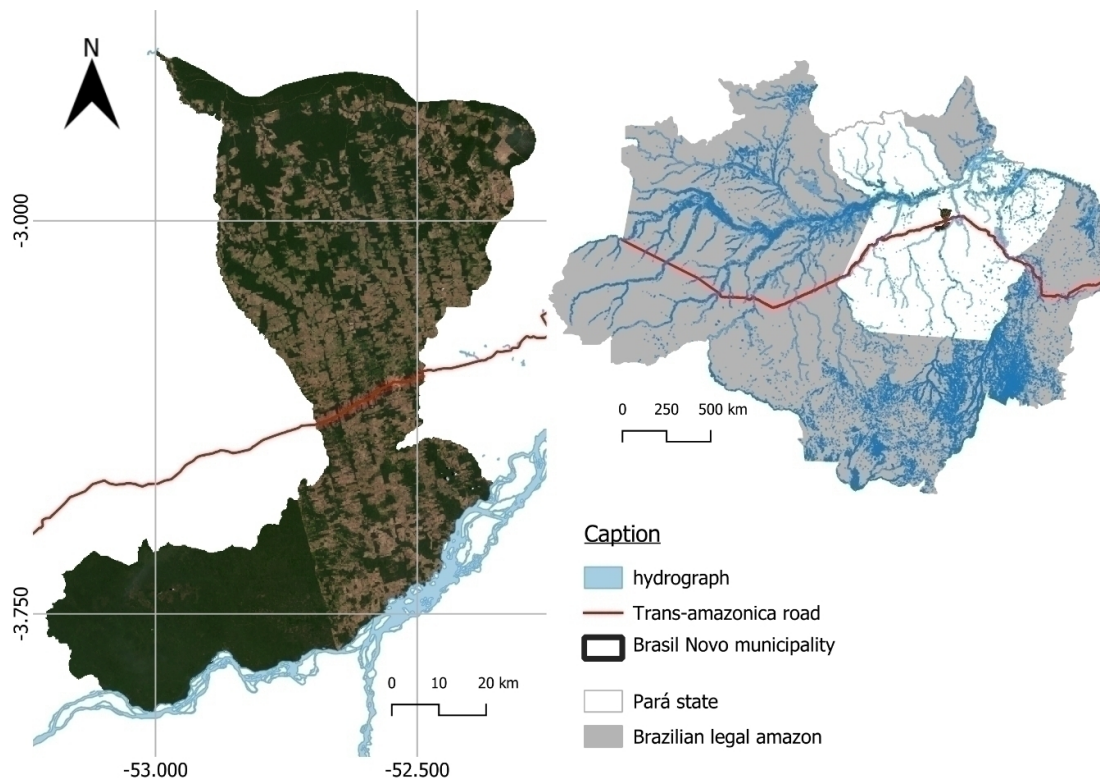 N
-3.000
-3.750
-53.000
-52.500
0 10 20 km
0 250 500 km
Caption
hydrograph
Trans-amazonica road
Brasil Novo municipality
Pará state
Brazilian legal amazon